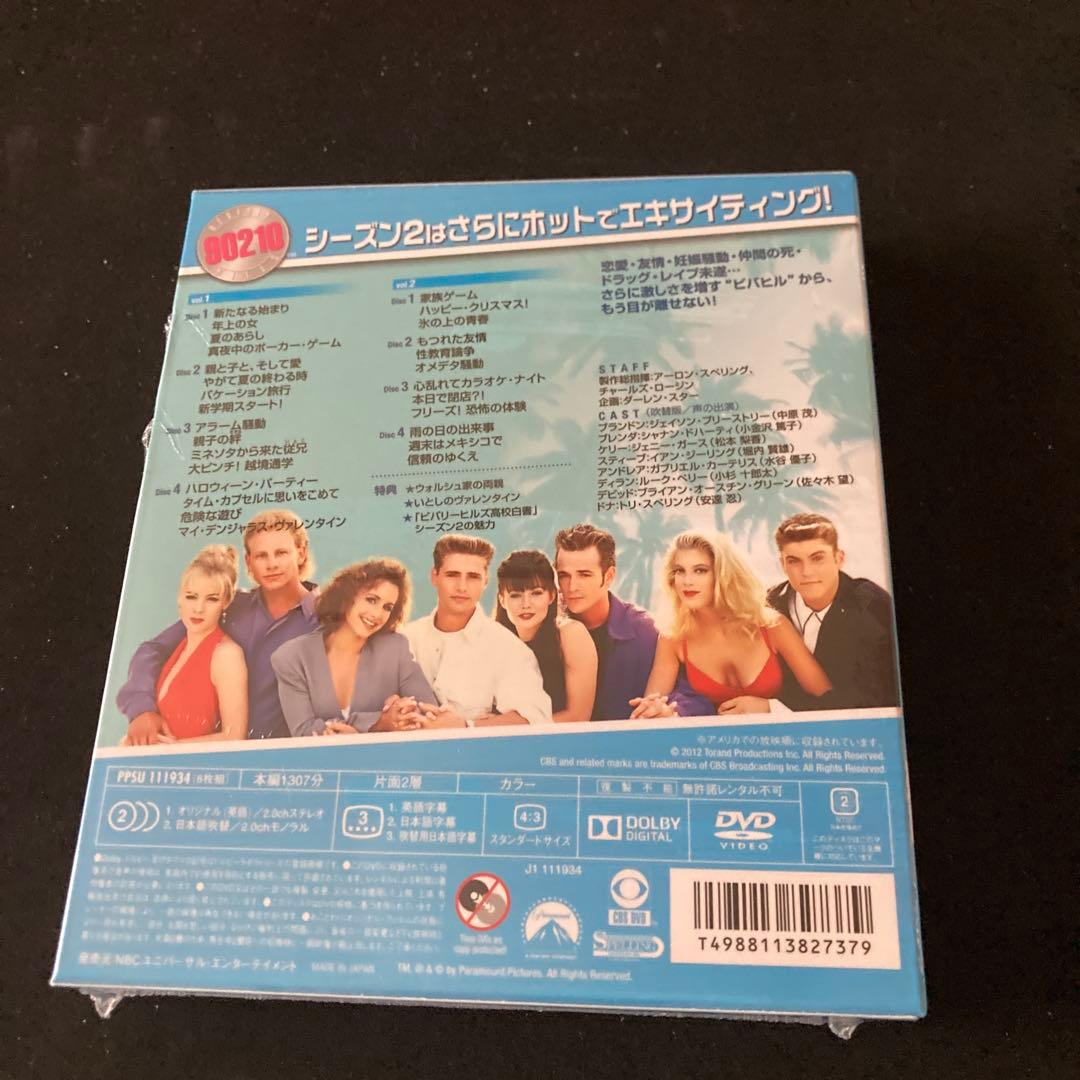 90210
シーズン2はさらにホットでエキサイティング!
vol.1
Disc 1 新たなる始まり
年上の女
夏のあらし
真夜中のポーカー・ゲーム
Disc 2 親と子と、そして愛
やがて夏の終わる時
バケーション旅行
新学期スタート!
Disc 3 アラーム騒動
親子の絆
ミネソタから来た従兄
大ピンチ! 越境通学
Disc 4 ハロウィーン・パーティー
タイム・カプセルに思いをこめて
危険な遊び
マイ・デンジャラス・ヴァレンタイン
vol.2
Disc 1 家族ゲーム
ハッピー・クリスマス!
氷の上の青春
Disc 2 もつれた友情
性教育論争
オメデタ騒動
Disc 3 心乱れてカラオケ・ナイト
本日で閉店?!
フリーズ! 恐怖の体験
Disc 4 雨の日の出来事
週末はメキシコで
信頼のゆくえ
特典
★ウォルシュ家の両親
★いとしのヴァレンタイン
★「ビバリーヒルズ高校白書」
シーズン2の魅力
恋愛・友情・妊娠騒動・仲間の死・
ドラッグ・レイプ未遂…
さらに激しさを増す“ビバヒル”から、
もう目が離せない!
STAFF
製作総指揮:アーロン・スペリング、
チャールズ・ロージン
企画:ダーレン・スター
CAST(吹替版/声の出演)
ブランドン:ジェイソン・プリーストリー(中原 茂)
ブレンダ:シャナン・ドハーティ(小金沢 篤子)
ケリー:ジェニー・ガース(松本 梨香)
スティーブ:イアン・ジーリング(堀内 賢雄)
アンドレア:ガブリエル・カーテリス(水谷 優子)
ディラン:ルーク・ペリー(小杉 十郎太)
デビッド:ブライアン・オースチン・グリーン(佐々木 望)
ドナ:トリ・スペリング(安達 忍)
※アメリカでの放映順に収録されています。
© 2012 Torand Productions Inc. All Rights Reserved.
CBS and related marks are trademarks of CBS Broadcasting Inc. All Rights Reserved.
PPSU 111934 [8枚組] 本編1307分 片面2層 カラー 複製不能 無許諾レンタル不可
2 1. オリジナル(英語)/2.0chステレオ
2. 日本語吹替/2.0chモノラル
3 1. 英語字幕
2. 日本語字幕
3. 吹替用日本語字幕
4:3
スタンダードサイズ
DOLBY
DIGITAL
DVD
VIDEO
2
J1 111934
CBS DVD
Paramount
SPELLING
T4988113827379
発売元 NBCユニバーサル・エンターテイメント MADE IN JAPAN TM, ® & © by Paramount Pictures. All Rights Reserved.